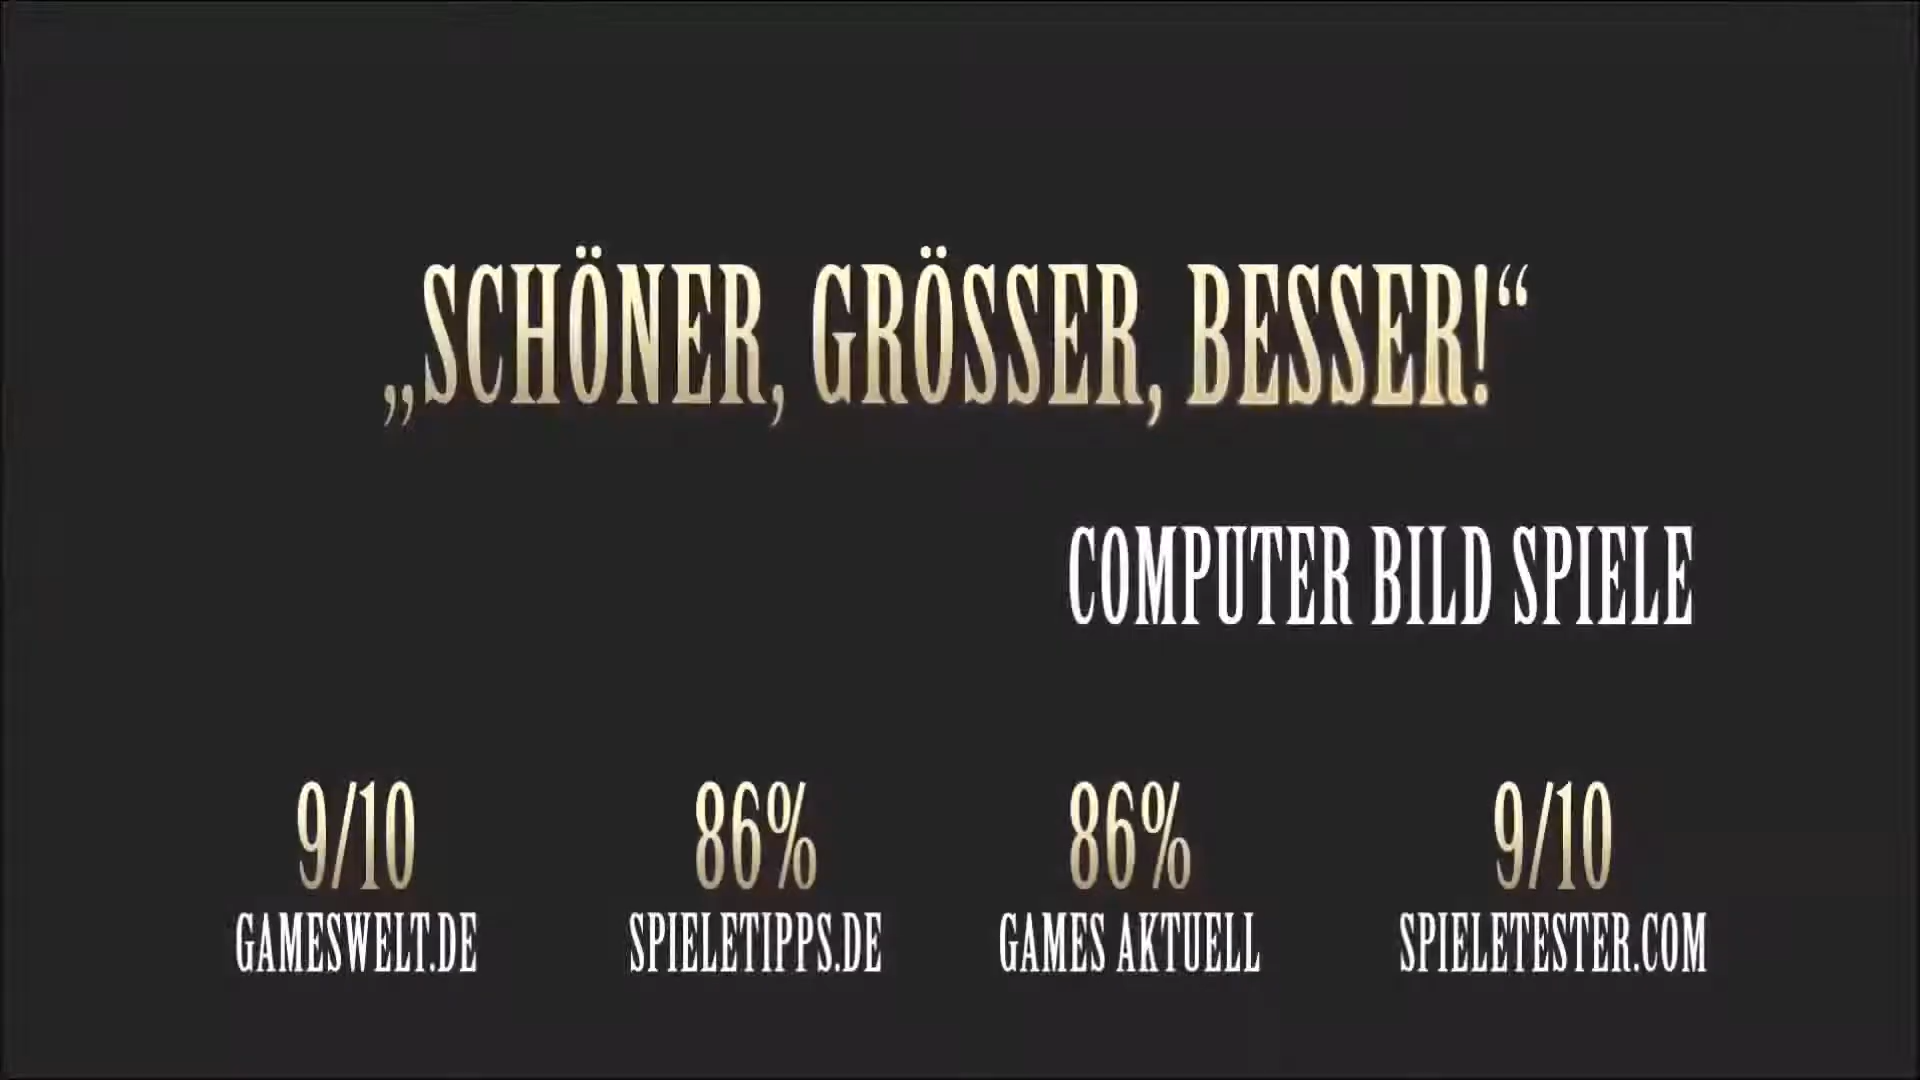 „SCHÖNER, GRÖSSER, BESSER!“
COMPUTER BILD SPIELE
9/10 86% 86% 9/10
GAMESWELT.DE SPIELETIPPS.DE GAMES AKTUELL SPIELETESTER.COM